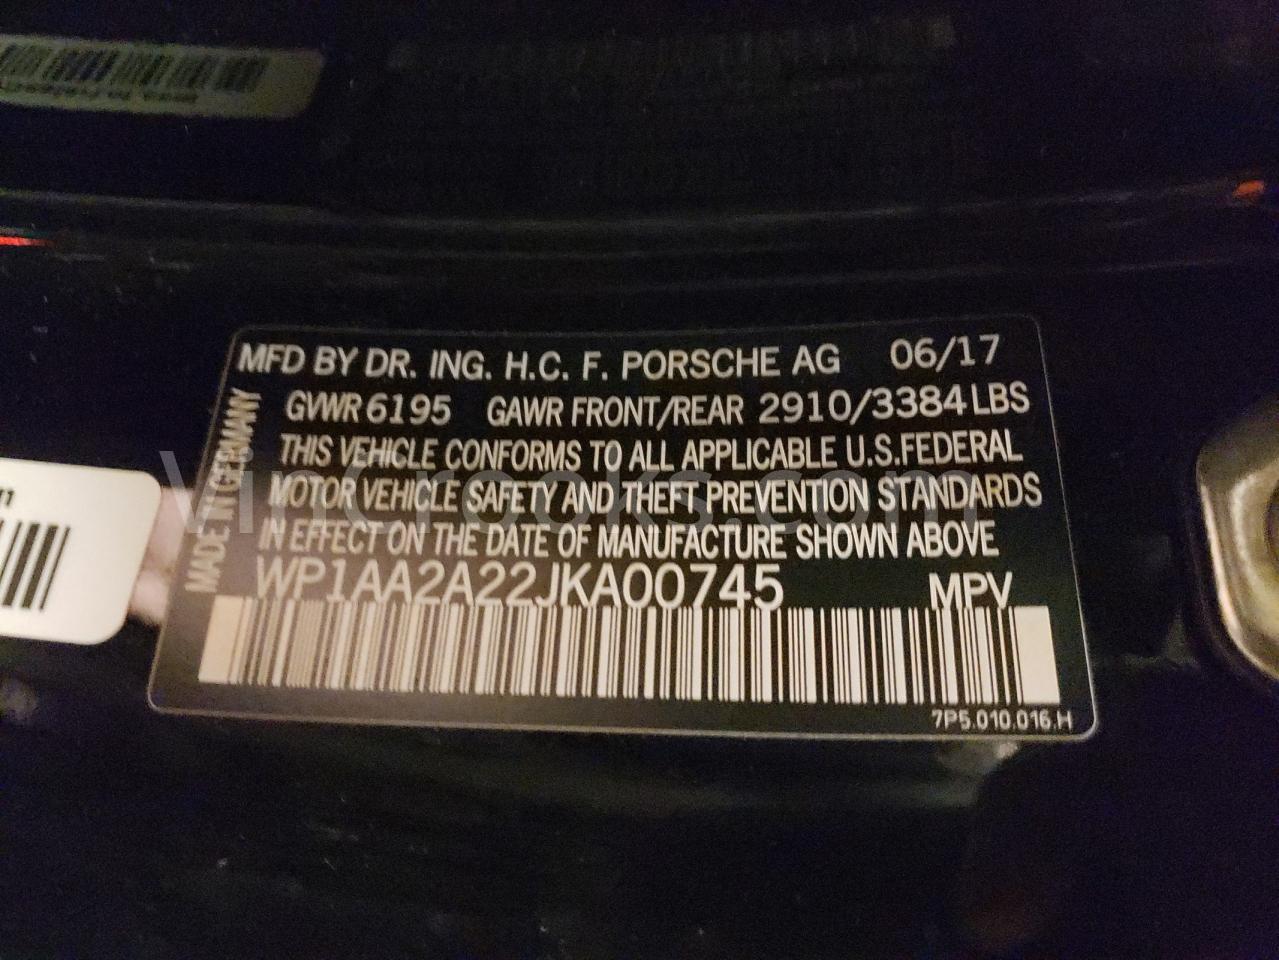 MFD BY DR. ING. H.C. F. PORSCHE AG 06/17
GVWR 6195 GAWR FRONT/REAR 2910/3384 LBS
THIS VEHICLE CONFORMS TO ALL APPLICABLE U.S.FEDERAL
MOTOR VEHICLE SAFETY AND THEFT PREVENTION STANDARDS
IN EFFECT ON THE DATE OF MANUFACTURE SHOWN ABOVE
WP1AA2A22JKA00745 MPV
7P5.010.016.H
MADE IN GERMANY
VinCrooks.com